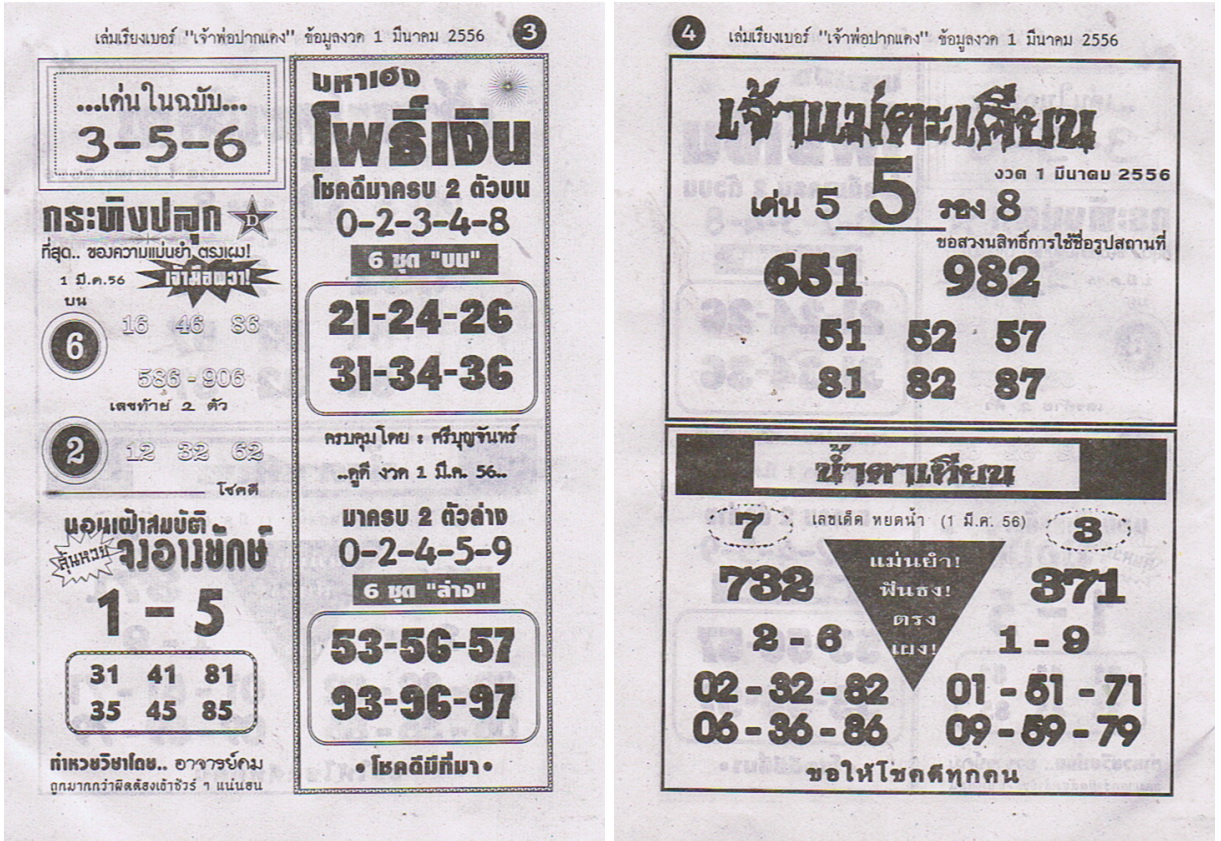 เล่มเรียงเบอร์ "เจ้าพ่อปากแดง" ข้อมูลงวด 1 มีนาคม 2556 3
...เด่นในฉบับ...
3-5-6
กระทิงปลุก
ที่สุด.. ของความแม่นยำ ตรงเผง!
1 มี.ค.56
เจ้ามือผวา!
บน
6
16 46 86
586-906
เลขท้าย 2 ตัว
2
12 32 62
โชคดี
นอนเฝ้าสมบัติ
ลุ้นหวย
จงอางยักษ์
1-5
31 41 81
35 45 85
ทำหวยวิชาโดย.. อาจารย์คม
ถูกมากกว่าผิดต้องเจ้าชัวร์ ๆ แน่นอน
มหาเฮง
โพธิ์เงิน
โชคดีมาครบ 2 ตัวบน
0-2-3-4-8
6 ชุด "บน"
21-24-26
31-34-36
ควบคุมโดย : ศรีบุญจันทร์
..ดูดี งวด 1 มี.ค. 56..
มาครบ 2 ตัวล่าง
0-2-4-5-9
6 ชุด "ล่าง"
53-56-57
93-96-97
•โชคดีมีที่มา•
4 เล่มเรียงเบอร์ "เจ้าพ่อปากแดง" ข้อมูลงวด 1 มีนาคม 2556
เจ้าแม่ตะเคียน
งวด 1 มีนาคม 2556
เด่น 5 5 รอง 8
ขอสวนสิทธิ์การใช้ชื่อรูปสถานที่
651 982
51 52 57
81 82 87
น้ำตาเทียน
7 เลขเด็ด หยดน้ำ (1 มี.ค. 56) 3
แม่นยำ!
ฟันธง!
ตรง
เผง!
732 371
2-6 1-9
02-32-82 01-51-71
06-36-86 09-59-79
ขอให้โชคดีทุกคน